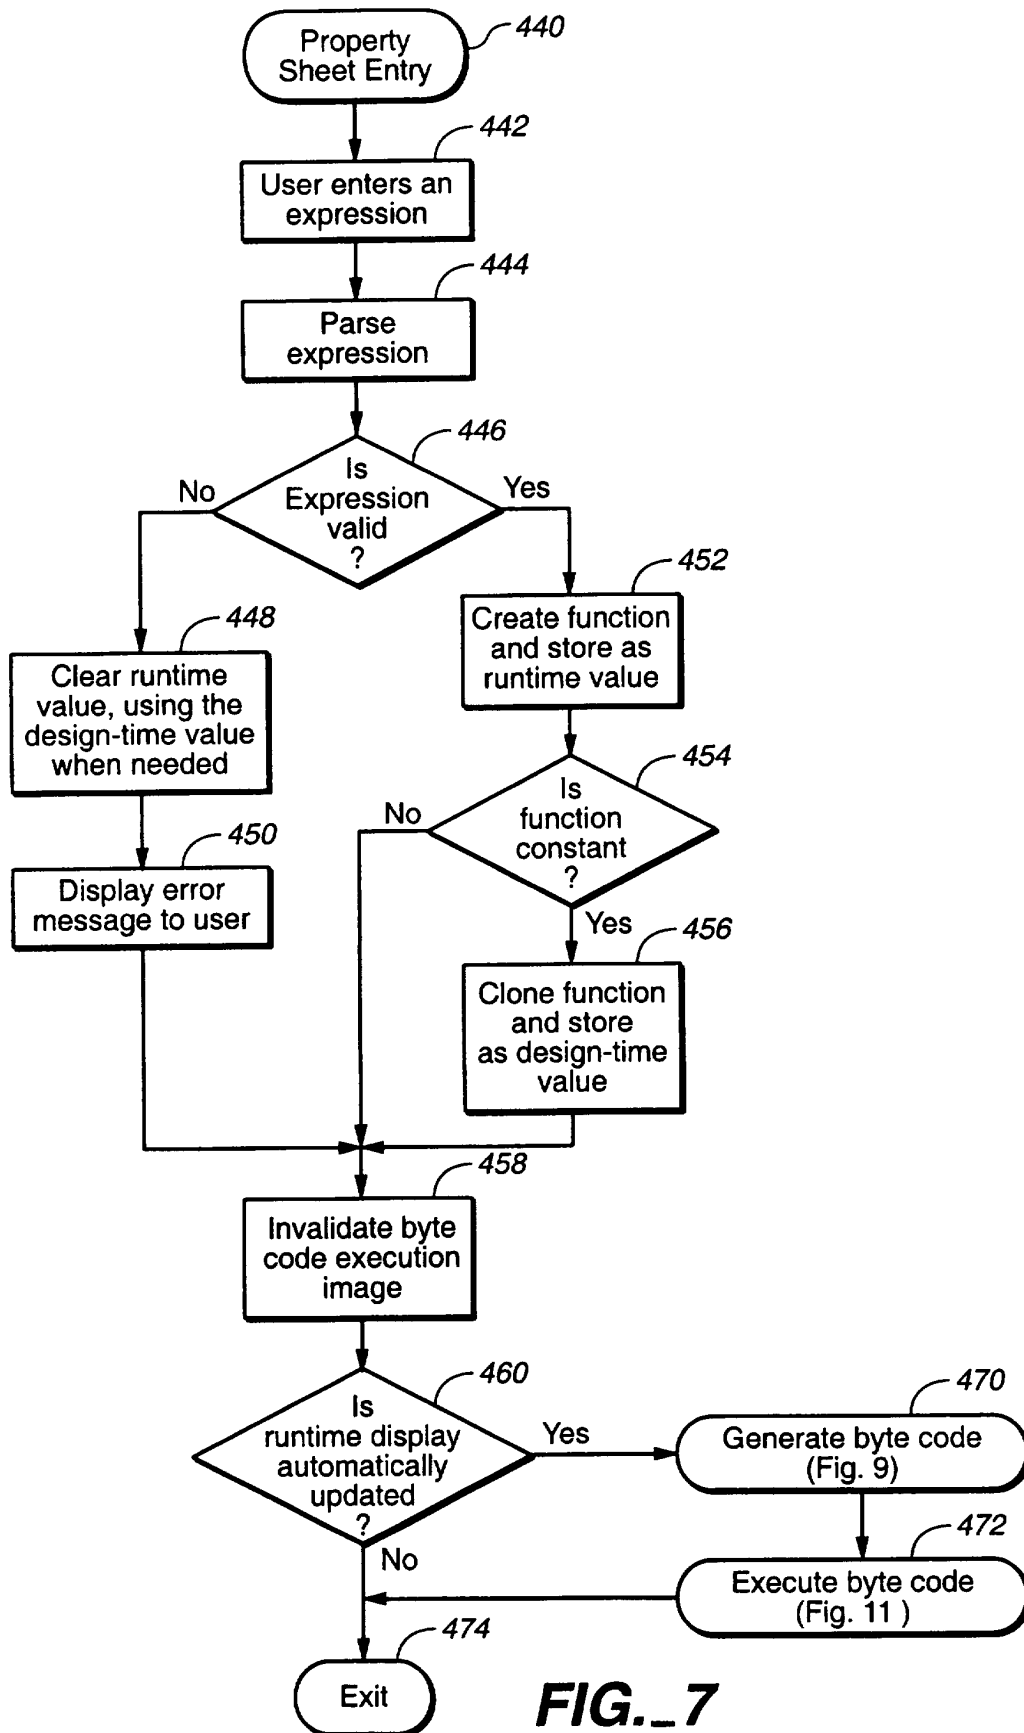 Property
Sheet Entry
440
442
User enters an
expression
444
Parse
expression
446
Is
Expression
valid
?
No
Yes
448
Clear runtime
value, using the
design-time value
when needed
450
Display error
message to user
452
Create function
and store as
runtime value
454
Is
function
constant
?
No
Yes
456
Clone function
and store
as design-time
value
458
Invalidate byte
code execution
image
460
Is
runtime display
automatically
updated
?
Yes
No
470
Generate byte code
(Fig. 9)
472
Execute byte code
(Fig. 11 )
474
Exit
FIG._7